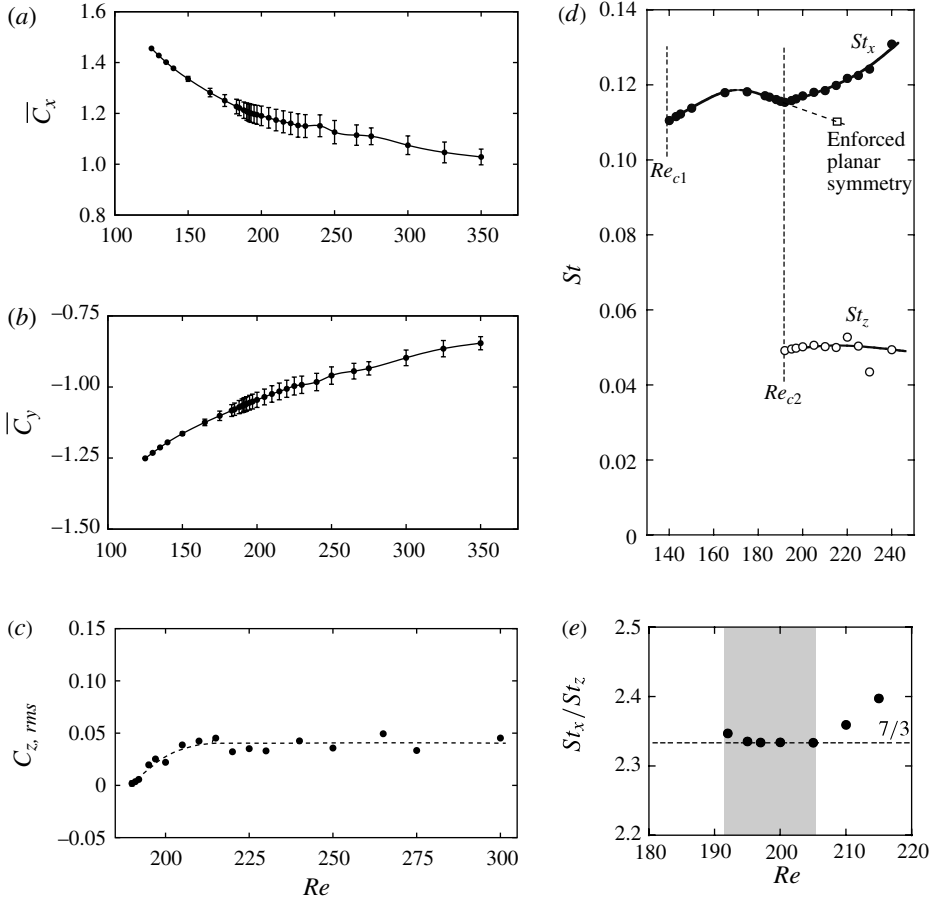 (a)
1.6
1.4
1.2
1.0
0.8
C̅x
100 150 200 250 300 350
(b)
−0.75
−1.00
−1.25
−1.50
C̅y
100 150 200 250 300 350
(c)
0.15
0.10
0.05
0
−0.05
Cz, rms
200 225 250 275 300
Re
(d)
0.14
0.12
0.10
0.08
0.06
0.04
0.02
0
St
Stx
Enforced
planar
symmetry
Rec1
Stz
Rec2
140 160 180 200 220 240
(e)
2.5
2.4
2.3
2.2
Stx/Stz
7/3
180 190 200 210 220
Re